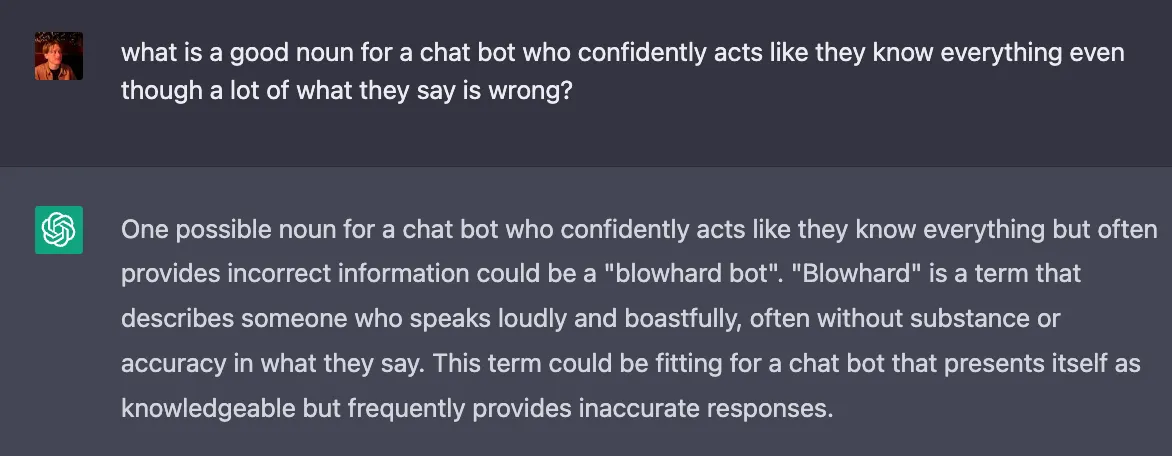 what is a good noun for a chat bot who confidently acts like they know everything even
though a lot of what they say is wrong?
One possible noun for a chat bot who confidently acts like they know everything but often
provides incorrect information could be a "blowhard bot". "Blowhard" is a term that
describes someone who speaks loudly and boastfully, often without substance or
accuracy in what they say. This term could be fitting for a chat bot that presents itself as
knowledgeable but frequently provides inaccurate responses.